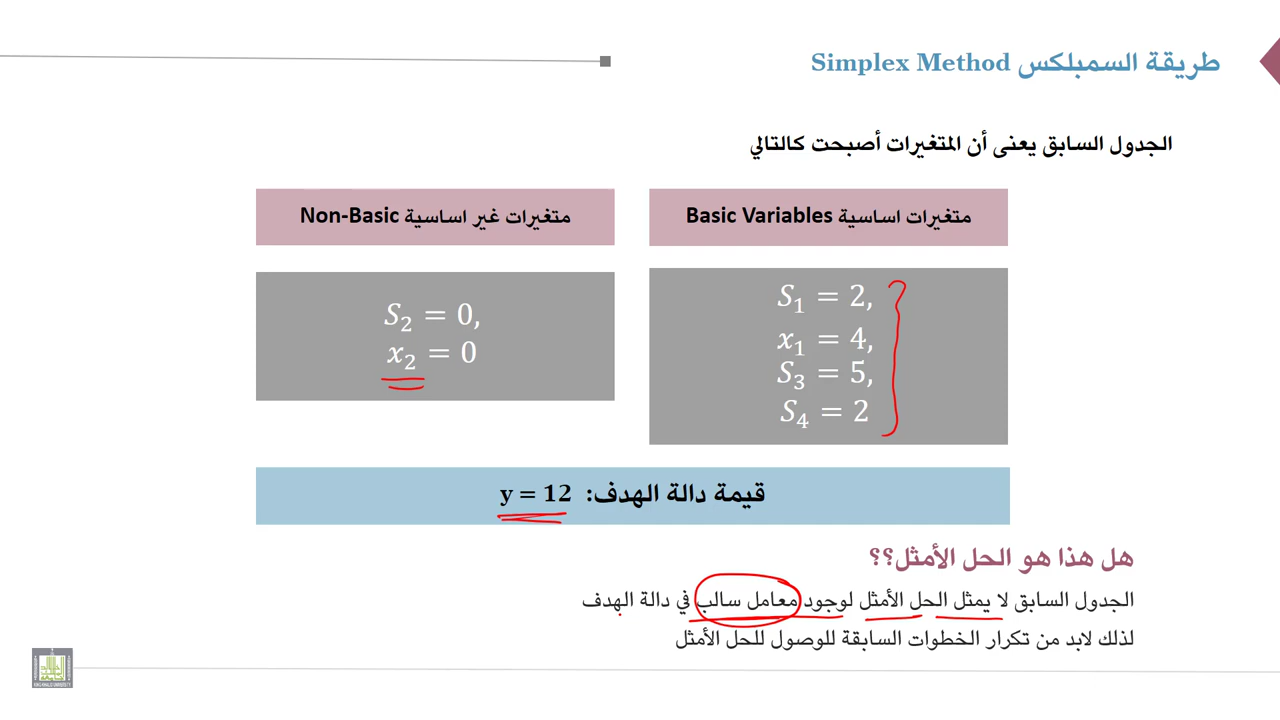 طريقة السمبلكس Simplex Method
الجدول السابق يعنى أن المتغيرات أصبحت كالتالي
متغيرات اساسية Basic Variables
S₁ = 2,
x₁ = 4,
S₃ = 5,
S₄ = 2
متغيرات غير اساسية Non-Basic
S₂ = 0,
x₂ = 0
قيمة دالة الهدف: y = 12
هل هذا هو الحل الأمثل؟؟
الجدول السابق لا يمثل الحل الأمثل لوجود معامل سالب في دالة الهدف
لذلك لابد من تكرار الخطوات السابقة للوصول للحل الأمثل